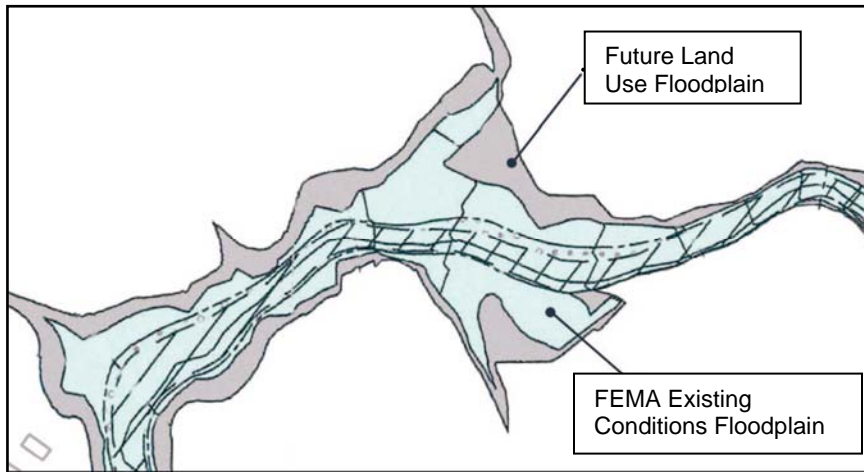 Future Land
Use Floodplain
FEMA Existing
Conditions Floodplain